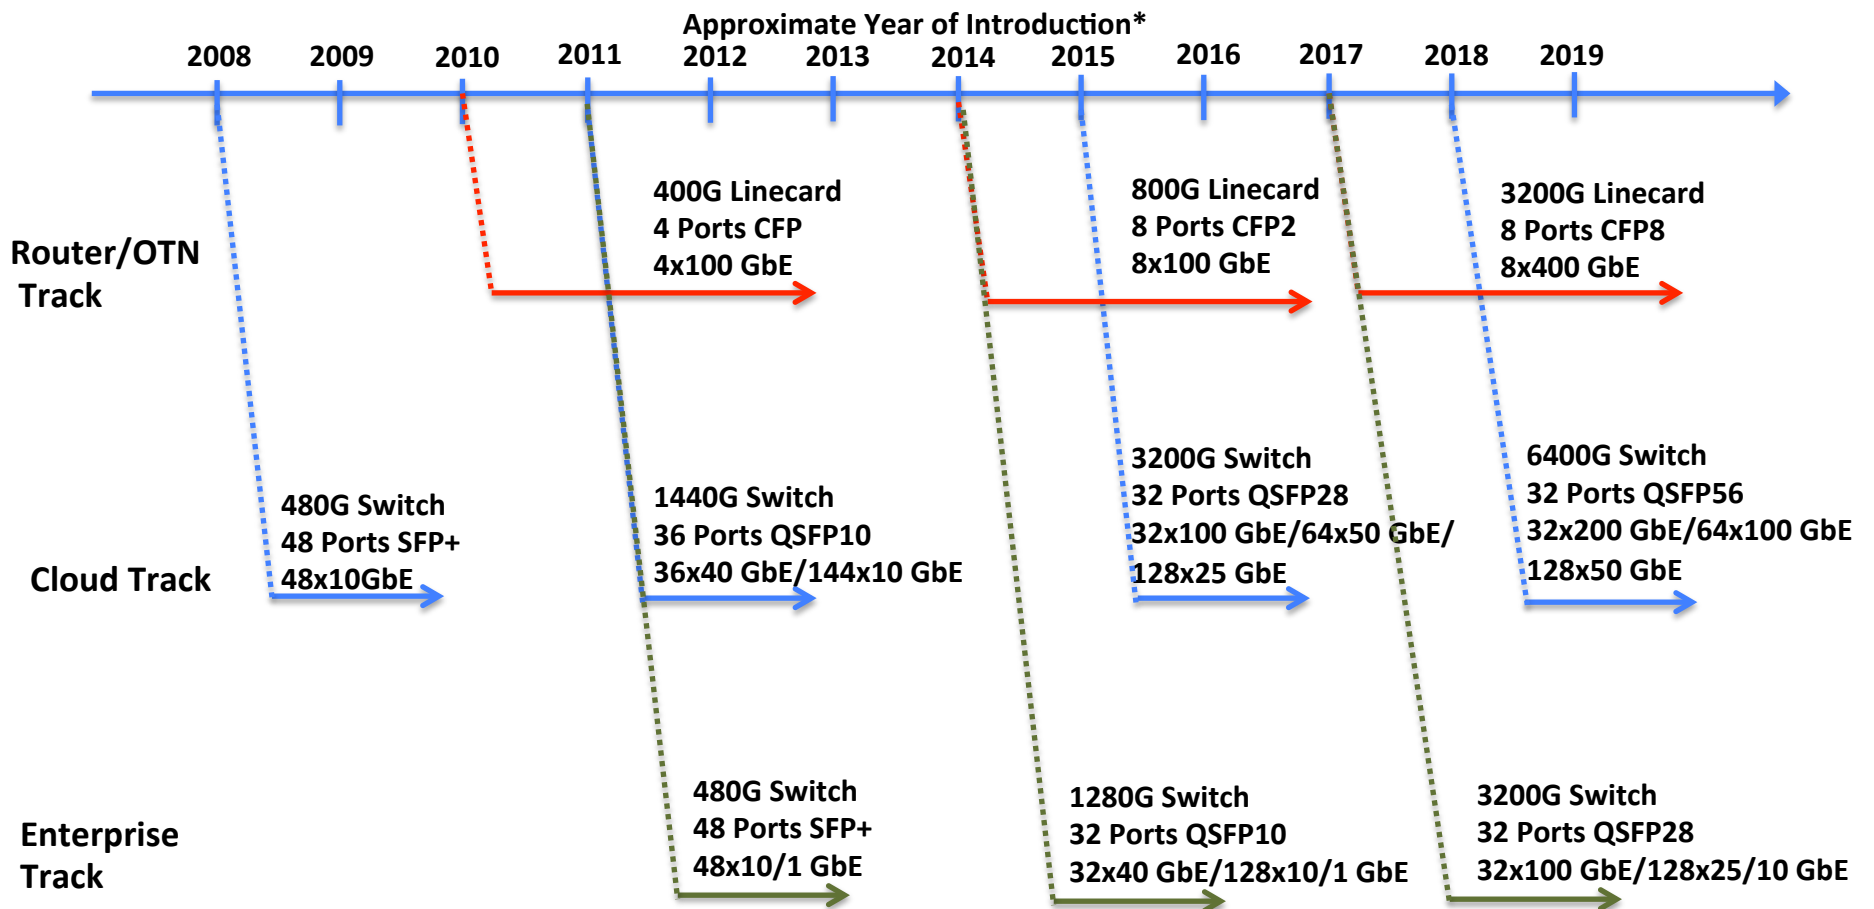 Approximate Year of Introduction*
2008 2009 2010 2011 2012 2013 2014 2015 2016 2017 2018 2019
Router/OTN
Track
400G Linecard
4 Ports CFP
4x100 GbE
800G Linecard
8 Ports CFP2
8x100 GbE
3200G Linecard
8 Ports CFP8
8x400 GbE
Cloud Track
480G Switch
48 Ports SFP+
48x10GbE
1440G Switch
36 Ports QSFP10
36x40 GbE/144x10 GbE
3200G Switch
32 Ports QSFP28
32x100 GbE/64x50 GbE/
128x25 GbE
6400G Switch
32 Ports QSFP56
32x200 GbE/64x100 GbE
128x50 GbE
Enterprise
Track
480G Switch
48 Ports SFP+
48x10/1 GbE
1280G Switch
32 Ports QSFP10
32x40 GbE/128x10/1 GbE
3200G Switch
32 Ports QSFP28
32x100 GbE/128x25/10 GbE